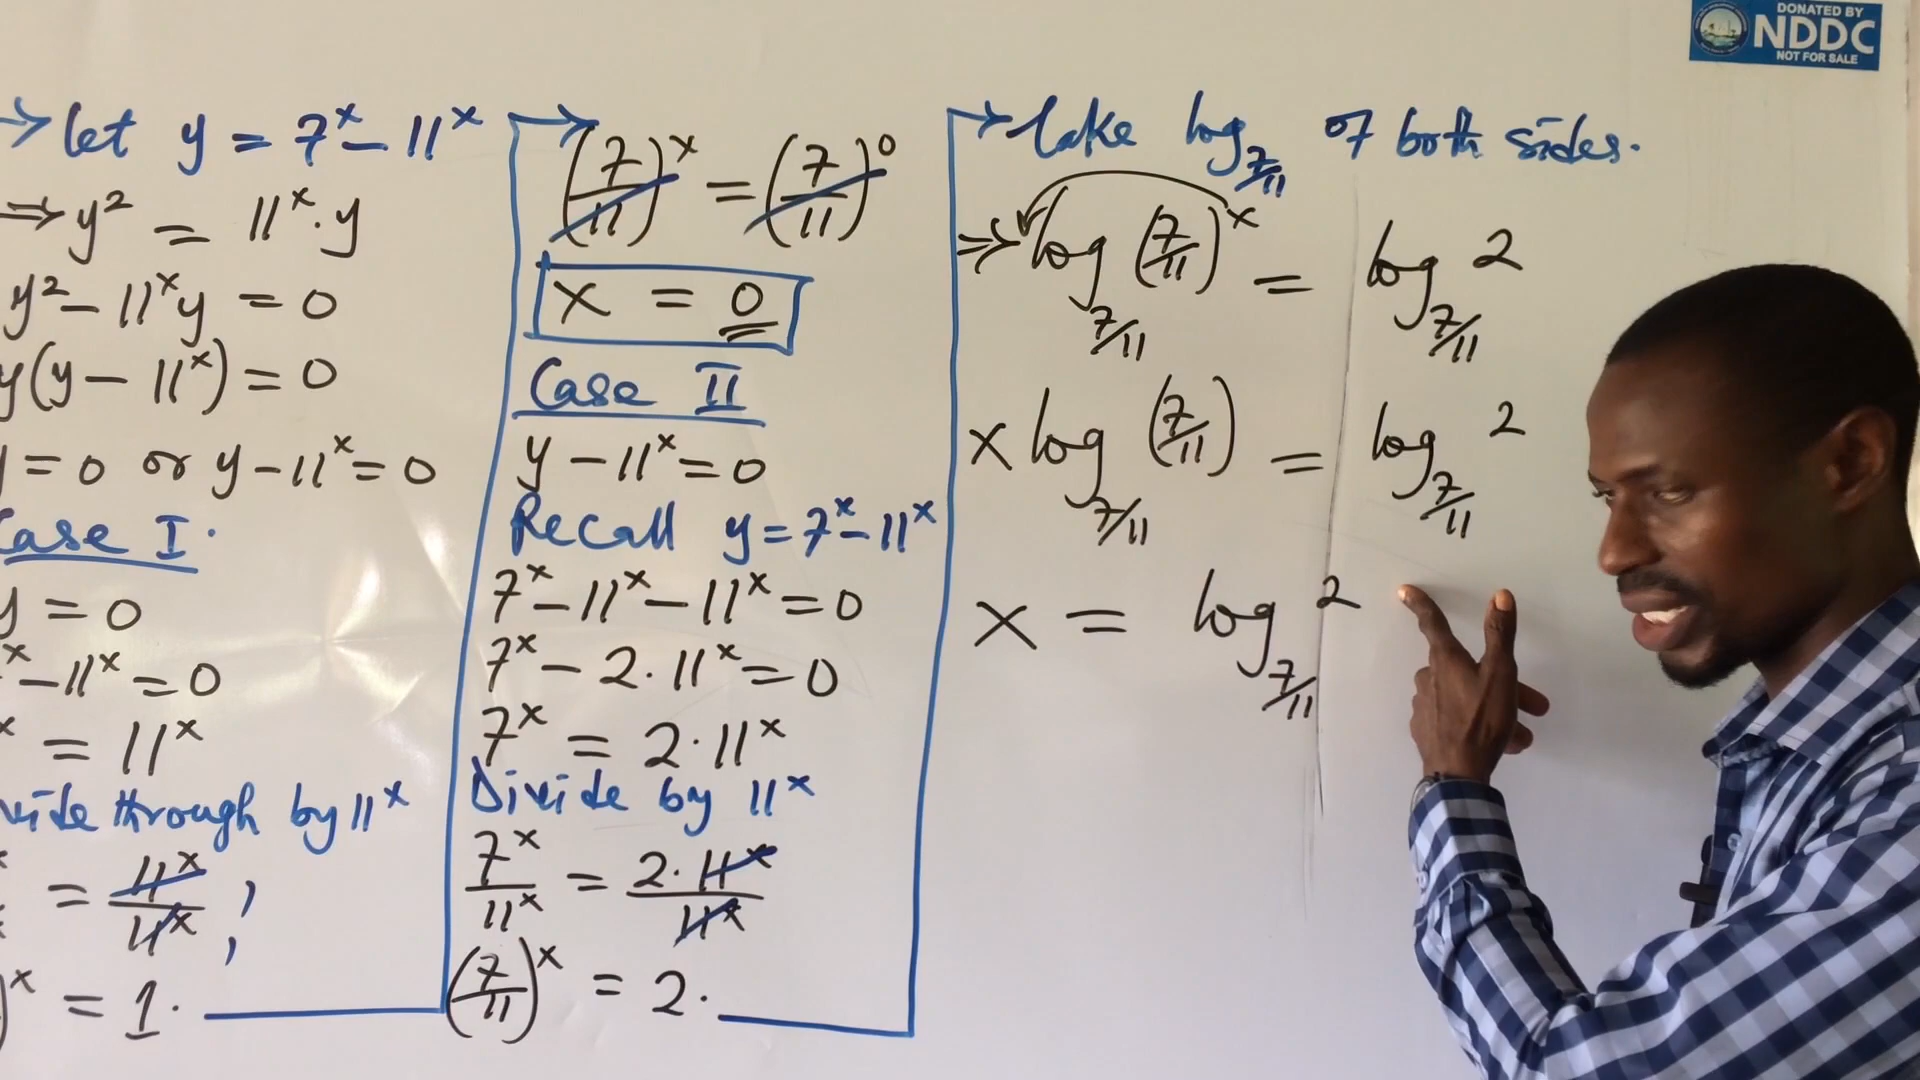 let y = 7^x - 11^x
⇒ y² = 11^x · y
y² - 11^x y = 0
y(y - 11^x) = 0
y = 0 or y - 11^x = 0
Case I.
y = 0
^x - 11^x = 0
^x = 11^x
through by 11^x
= 11^x / 11^x ;
)^x = 1.
→ (7/11)^x = (7/11)^0
x = 0
Case II
y - 11^x = 0
Recall y = 7^x - 11^x
7^x - 11^x - 11^x = 0
7^x - 2·11^x = 0
7^x = 2·11^x
Divide by 11^x
7^x / 11^x = 2·11^x / 11^x
(7/11)^x = 2.
→ take log_{7/11} of both sides.
⇒ log_{7/11} (7/11)^x = log_{7/11} 2
x log_{7/11} (7/11) = log_{7/11} 2
x = log_{7/11} 2
DONATED BY
NDDC
NOT FOR SALE